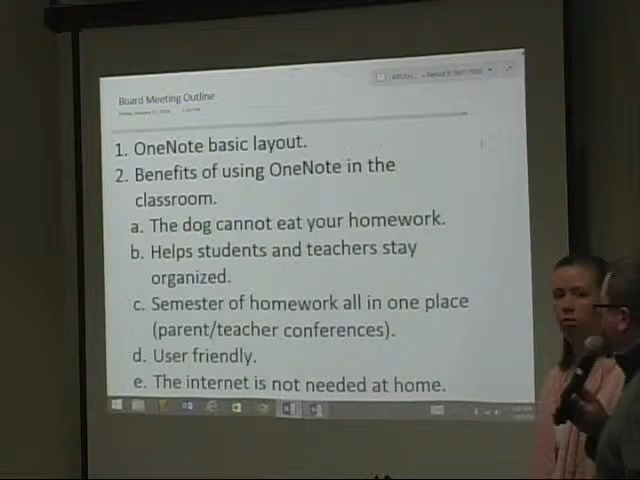 Board Meeting Outline
1. OneNote basic layout.
2. Benefits of using OneNote in the
classroom.
a. The dog cannot eat your homework.
b. Helps students and teachers stay
organized.
c. Semester of homework all in one place
(parent/teacher conferences).
d. User friendly.
e. The internet is not needed at home.